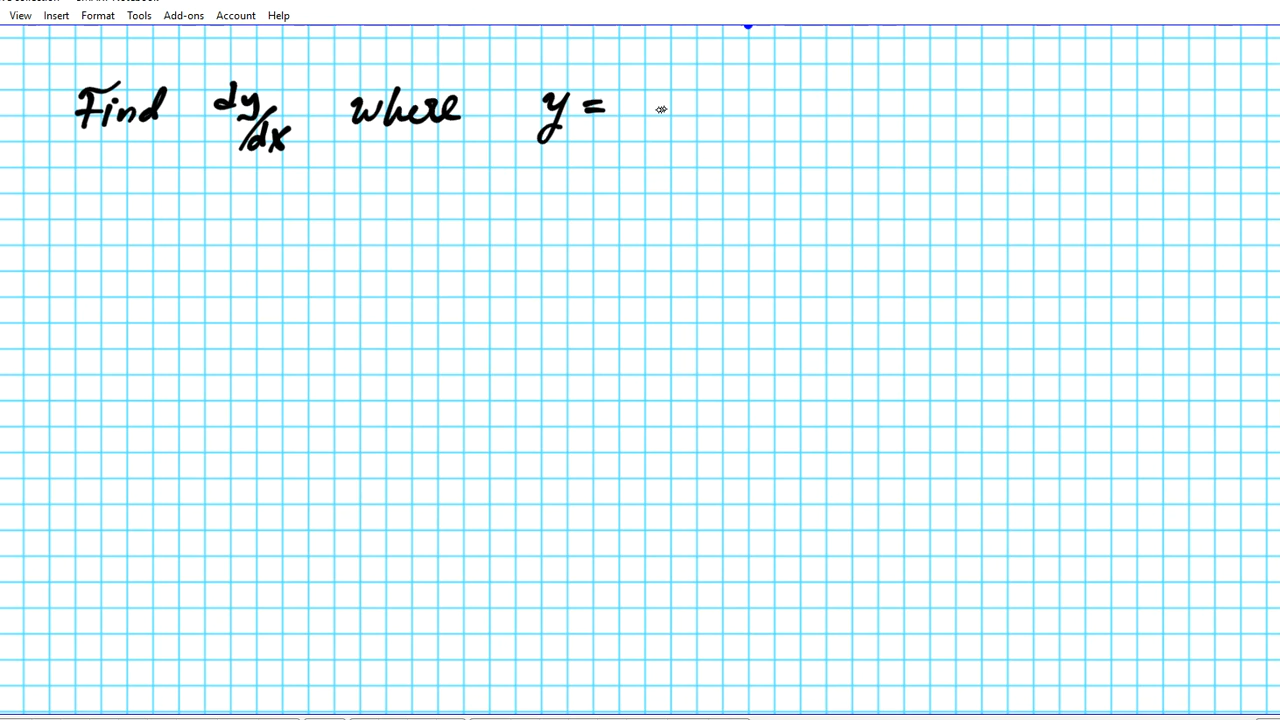 View Insert Format Tools Add-ons Account Help
Find dy/dx where y =